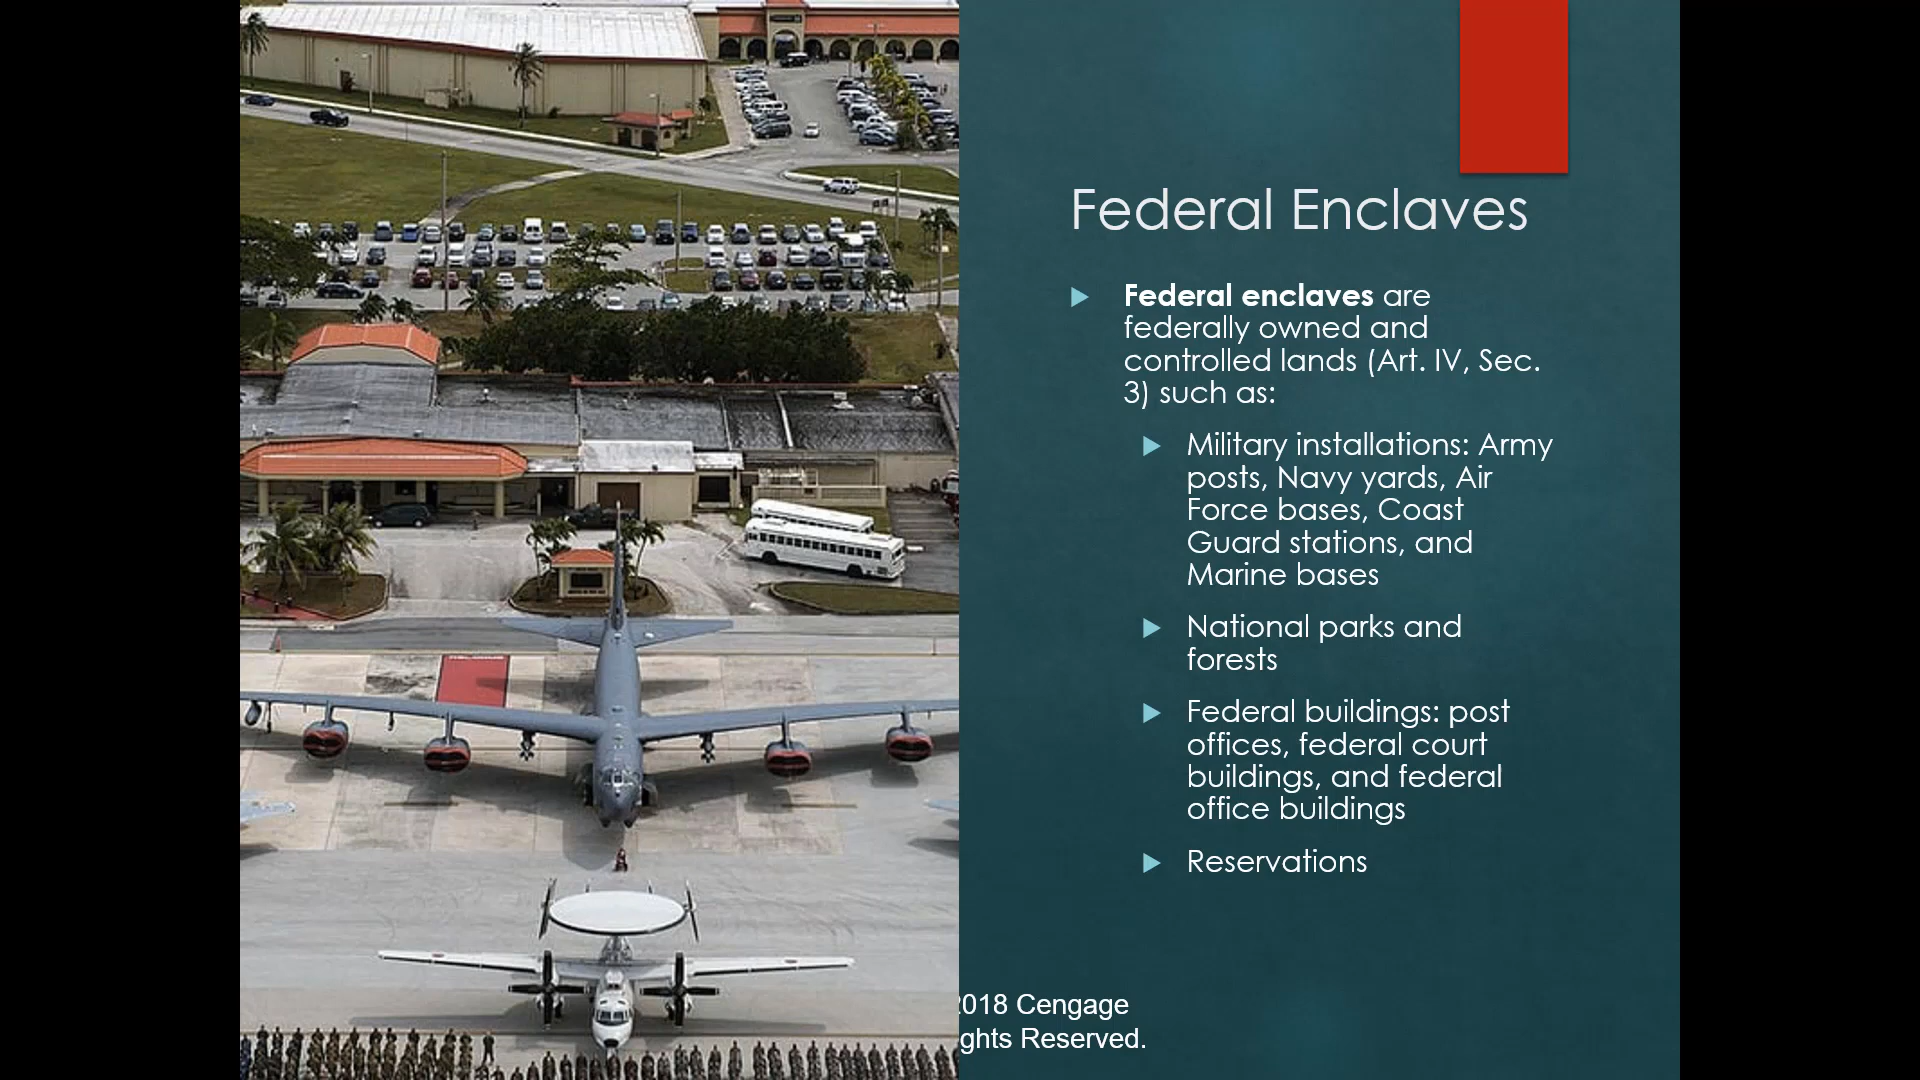 Federal Enclaves
Federal enclaves are
federally owned and
controlled lands (Art. IV, Sec.
3) such as:
Military installations: Army
posts, Navy yards, Air
Force bases, Coast
Guard stations, and
Marine bases
National parks and
forests
Federal buildings: post
offices, federal court
buildings, and federal
office buildings
Reservations
2018 Cengage
ghts Reserved.